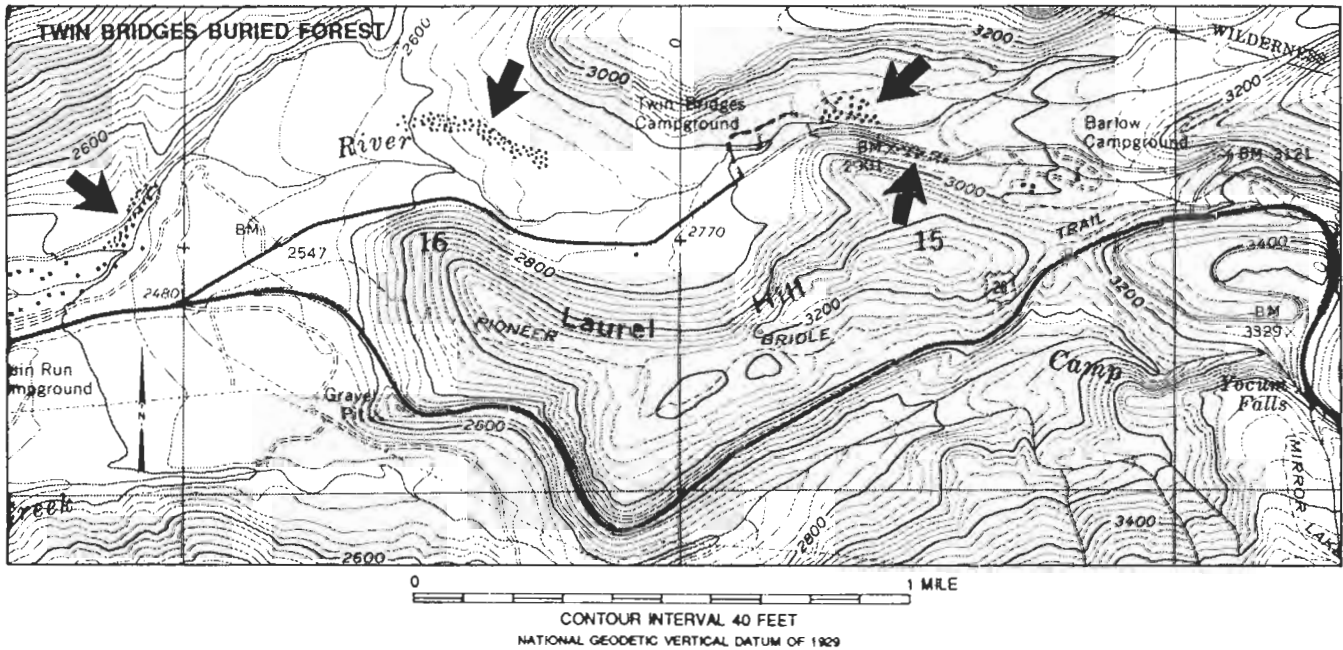 TWIN BRIDGES BURIED FOREST
2600
3200
WILDERNESS
3000
Twin Bridges
Campground
3200
2600
River
Barlow
Campground
BM
BM 3121
3000
BM
TRAIL
16
2547
2770
15
3400
2800
2480
Hill
3200
3200
PIONEER
Laurel
BRIDLE
BM
3329
Camp
Run
Gravel
Pit
Yocum
Falls
2600
N
MIRROR
Creek
3400
2800
2600
0
1 MILE
CONTOUR INTERVAL 40 FEET
NATIONAL GEODETIC VERTICAL DATUM OF 1929